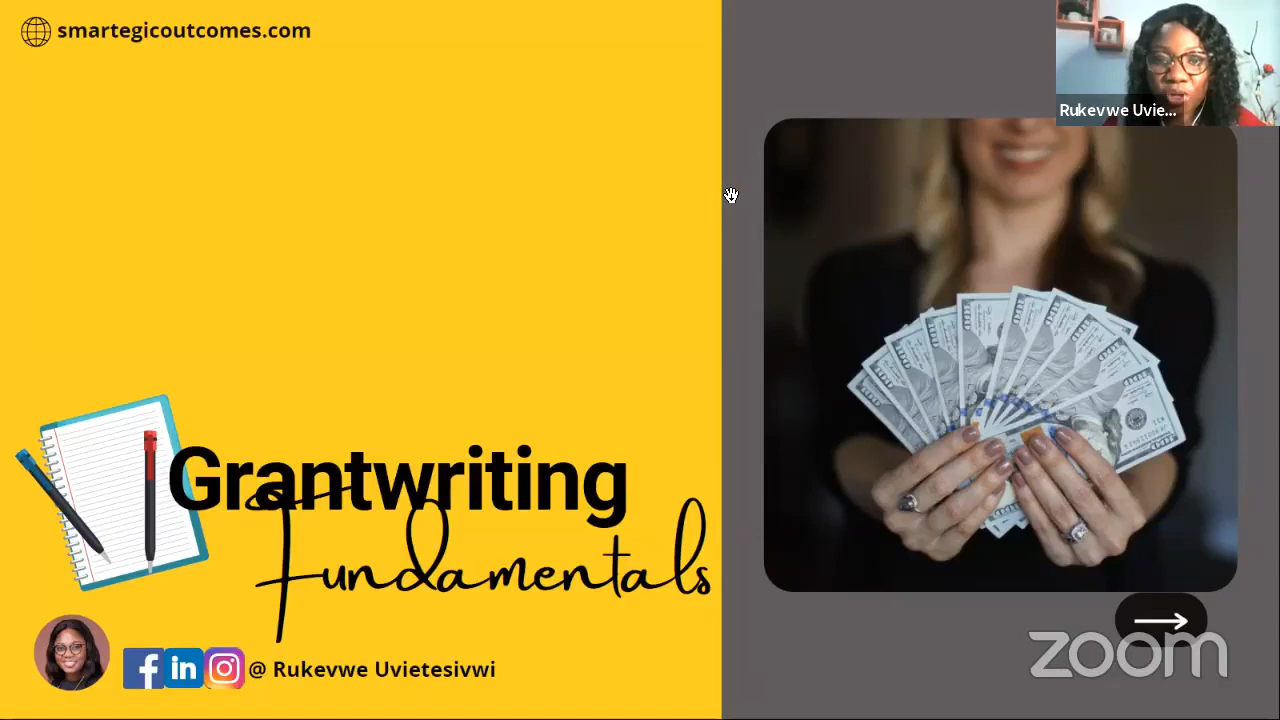 smartegicoutcomes.com
Rukevwe Uvie...
Grantwriting
Fundamentals
@ Rukevwe Uvietesivwi
zoom